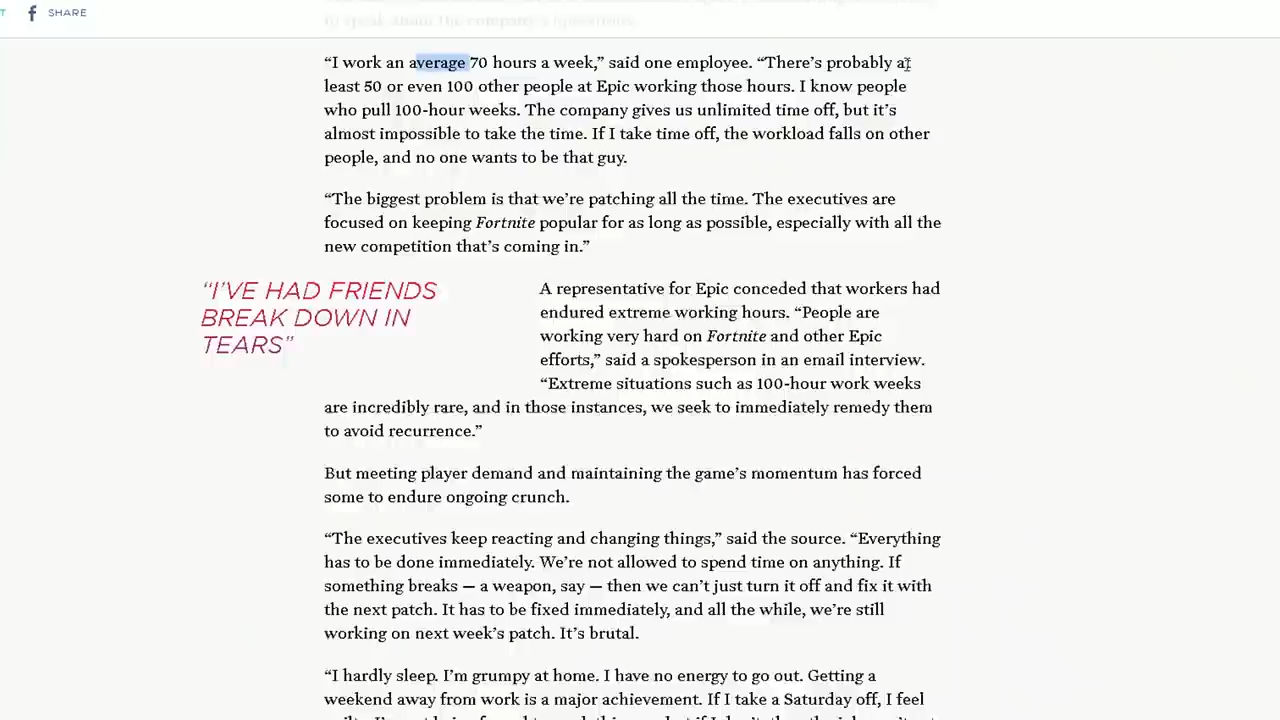 SHARE
to speak about the company's operations.
“I work an average 70 hours a week,” said one employee. “There’s probably at
least 50 or even 100 other people at Epic working those hours. I know people
who pull 100-hour weeks. The company gives us unlimited time off, but it’s
almost impossible to take the time. If I take time off, the workload falls on other
people, and no one wants to be that guy.
“The biggest problem is that we’re patching all the time. The executives are
focused on keeping Fortnite popular for as long as possible, especially with all the
new competition that’s coming in.”
“I’VE HAD FRIENDS
BREAK DOWN IN
TEARS”
A representative for Epic conceded that workers had
endured extreme working hours. “People are
working very hard on Fortnite and other Epic
efforts,” said a spokesperson in an email interview.
“Extreme situations such as 100-hour work weeks
are incredibly rare, and in those instances, we seek to immediately remedy them
to avoid recurrence.”
But meeting player demand and maintaining the game’s momentum has forced
some to endure ongoing crunch.
“The executives keep reacting and changing things,” said the source. “Everything
has to be done immediately. We’re not allowed to spend time on anything. If
something breaks — a weapon, say — then we can’t just turn it off and fix it with
the next patch. It has to be fixed immediately, and all the while, we’re still
working on next week’s patch. It’s brutal.
“I hardly sleep. I’m grumpy at home. I have no energy to go out. Getting a
weekend away from work is a major achievement. If I take a Saturday off, I feel